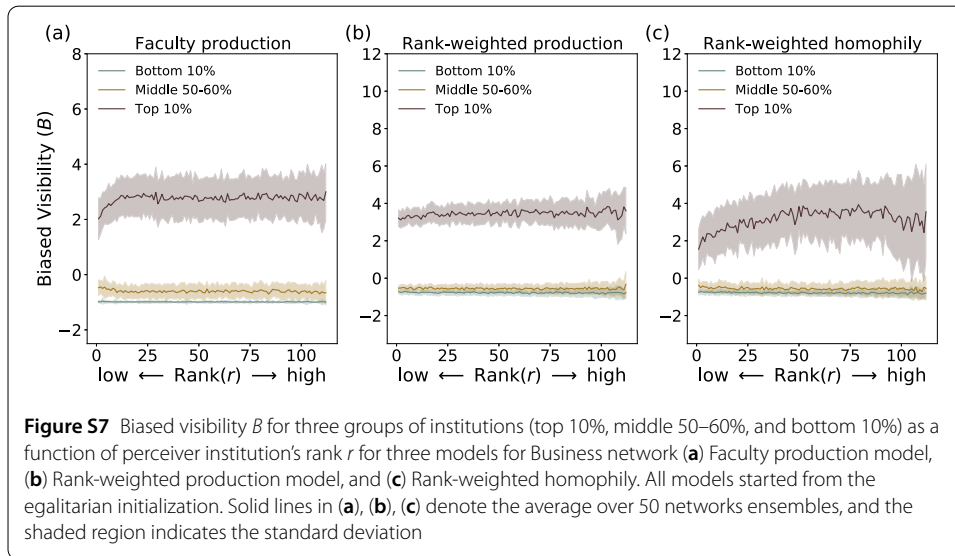 (a)
Faculty production
8
6
4
2
0
−2
Biased Visibility (B)
Bottom 10%
Middle 50-60%
Top 10%
1
25
50
75
100
low ⟵ Rank(r) ⟶ high
(b)
Rank-weighted production
12
10
8
6
4
2
0
−2
Bottom 10%
Middle 50-60%
Top 10%
1
25
50
75
100
low ⟵ Rank(r) ⟶ high
(c)
Rank-weighted homophily
12
10
8
6
4
2
0
−2
Bottom 10%
Middle 50-60%
Top 10%
1
25
50
75
100
low ⟵ Rank(r) ⟶ high
Figure S7 Biased visibility B for three groups of institutions (top 10%, middle 50–60%, and bottom 10%) as a
function of perceiver institution's rank r for three models for Business network (a) Faculty production model,
(b) Rank-weighted production model, and (c) Rank-weighted homophily. All models started from the
egalitarian initialization. Solid lines in (a), (b), (c) denote the average over 50 networks ensembles, and the
shaded region indicates the standard deviation